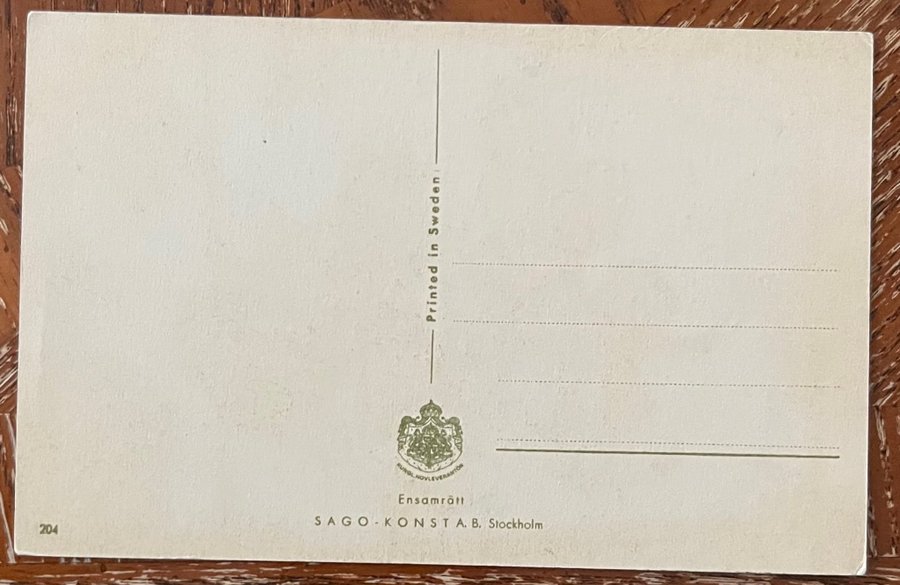 Printed in Sweden
KUNGL. HOVLEVERANTÖR
Ensamrätt
SAGO-KONST A.B. Stockholm
204